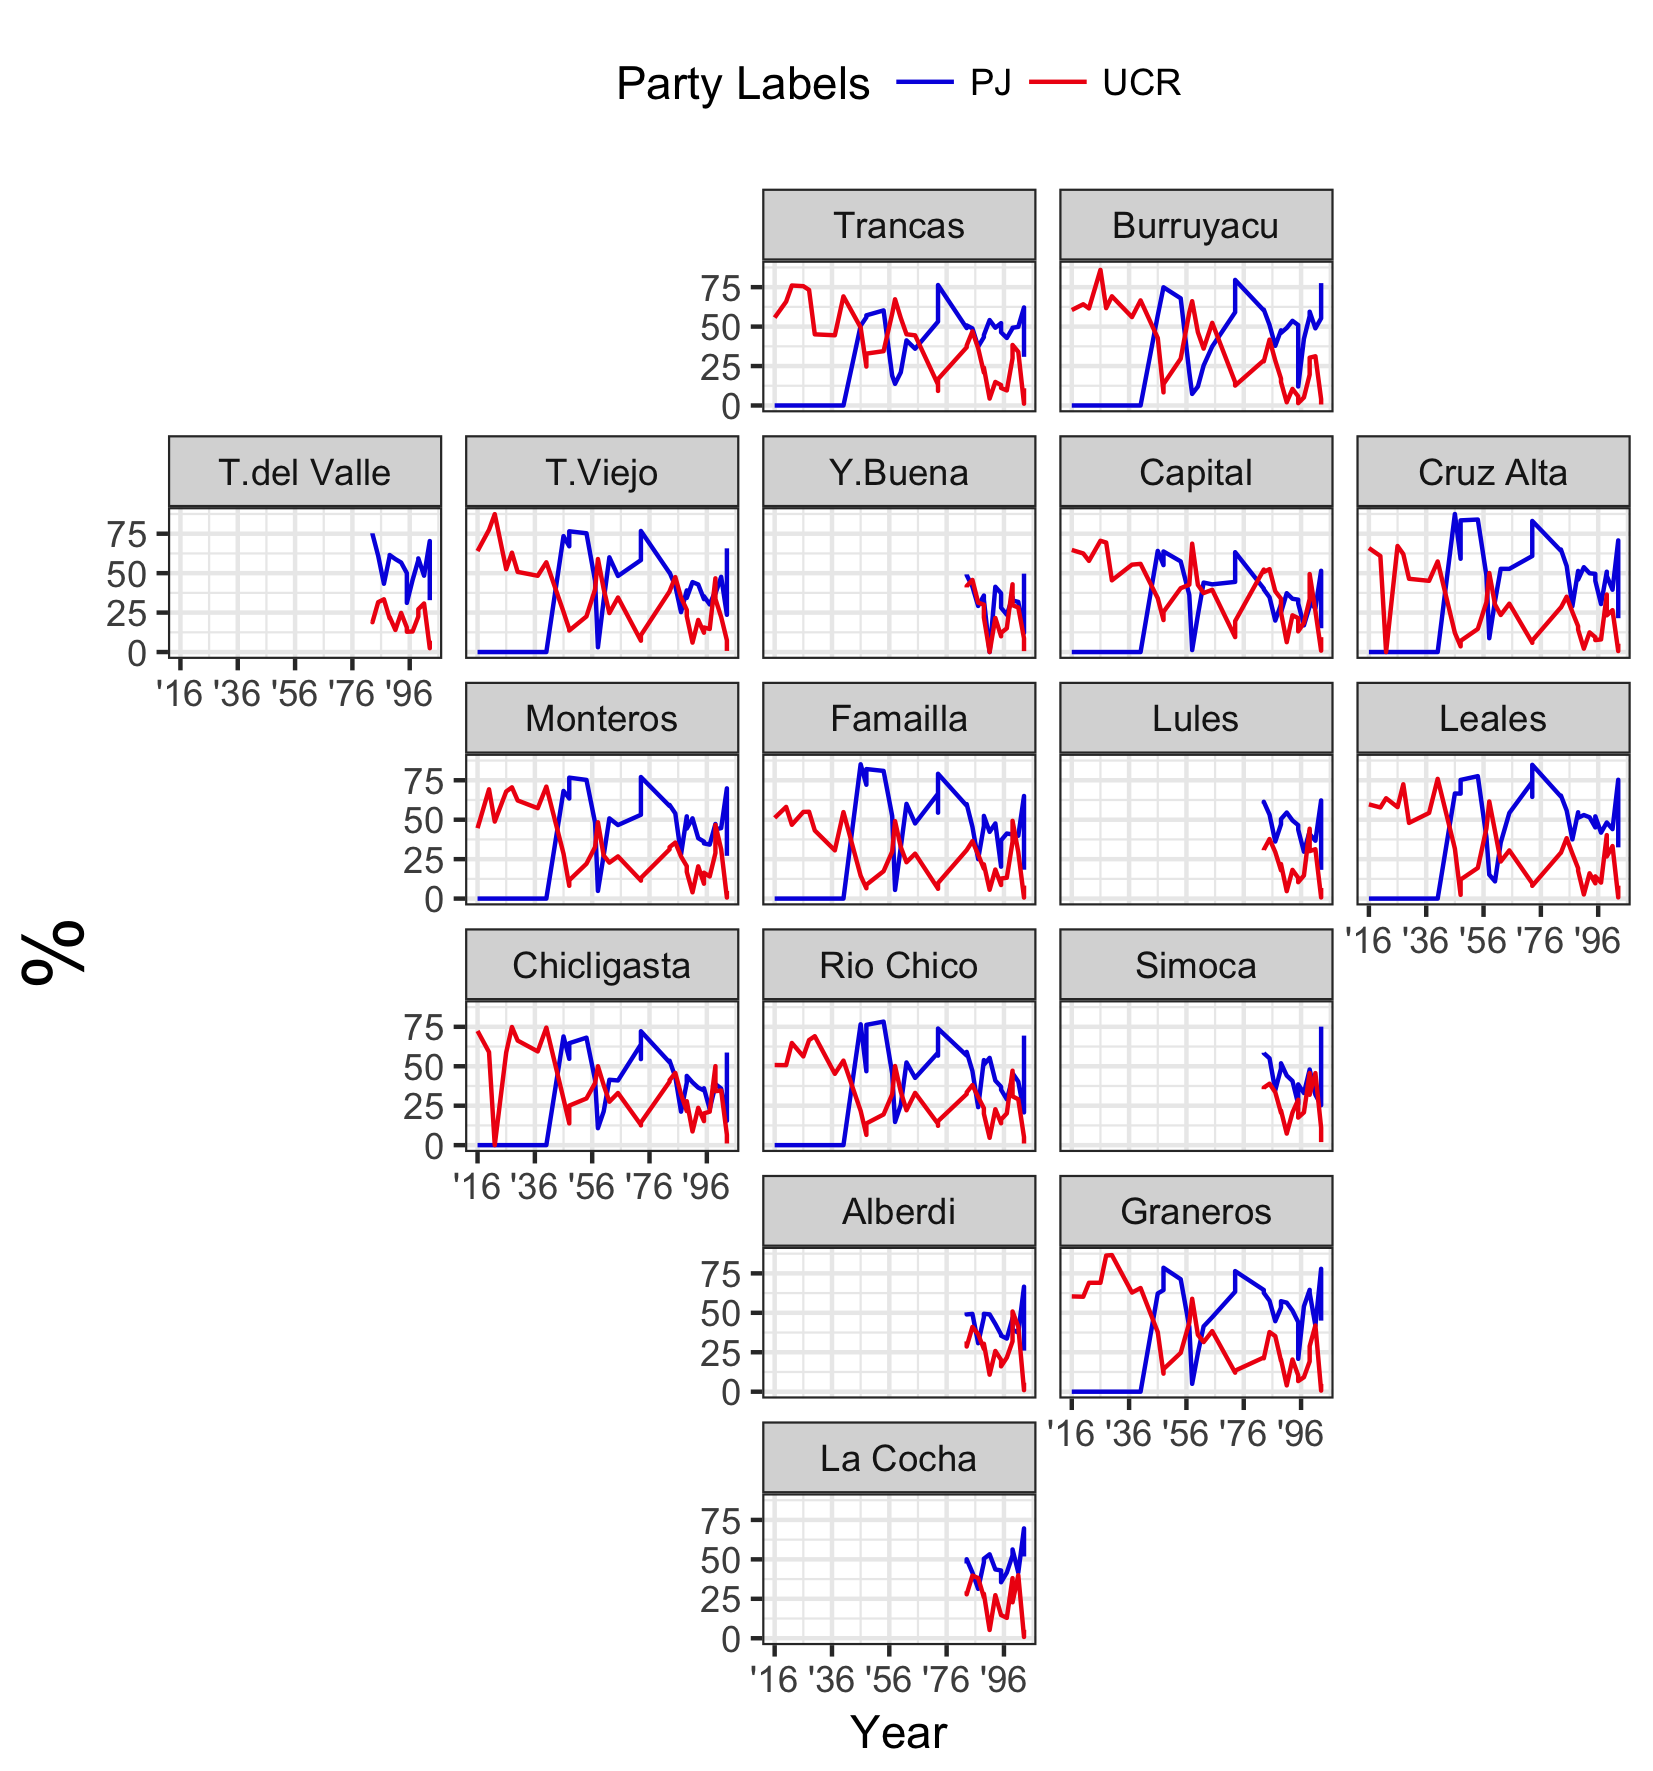 Party Labels PJ UCR
Trancas Burruyacu
75
50
25
0
T.del Valle T.Viejo Y.Buena Capital Cruz Alta
75
50
25
0
'16 '36 '56 '76 '96
Monteros Famailla Lules Leales
75
50
25
0
'16 '36 '56 '76 '96
%
Chicligasta Rio Chico Simoca
75
50
25
0
'16 '36 '56 '76 '96
Alberdi Graneros
75
50
25
0
'16 '36 '56 '76 '96
La Cocha
75
50
25
0
'16 '36 '56 '76 '96
Year